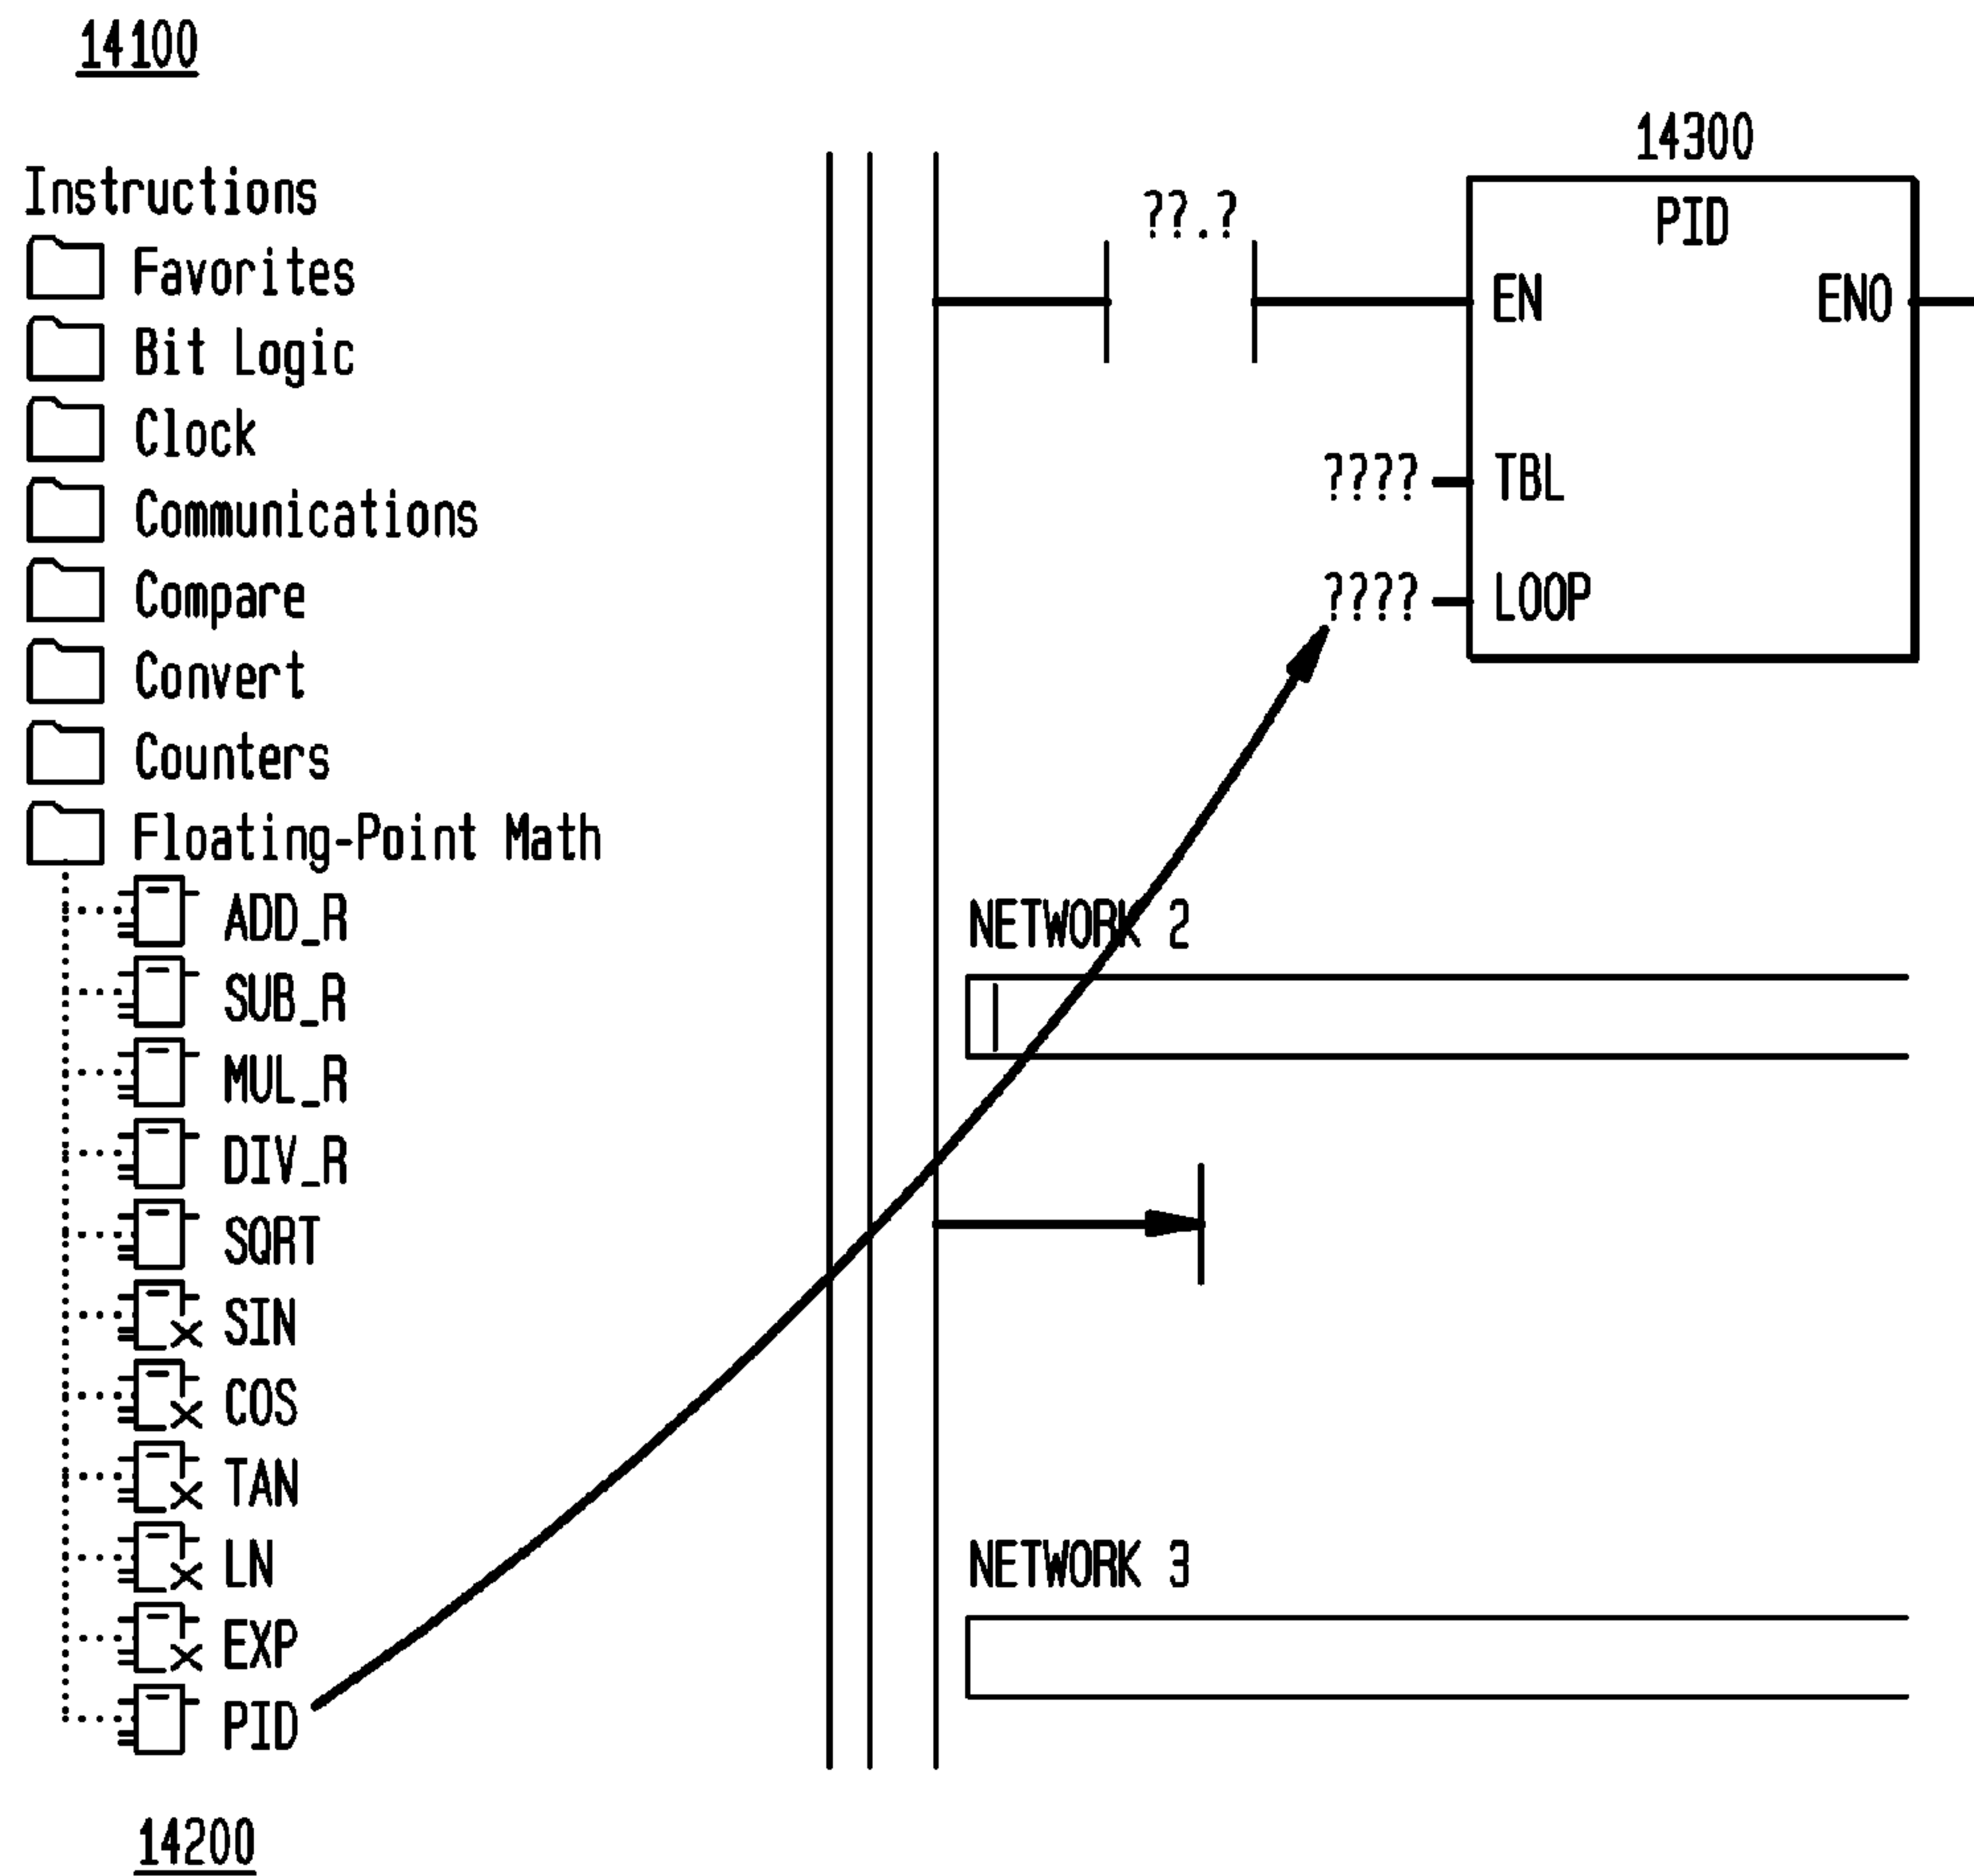 14100
Instructions
Favorites
Bit Logic
Clock
Communications
Compare
Convert
Counters
Floating-Point Math
ADD_R
SUB_R
MUL_R
DIV_R
SQRT
SIN
COS
TAN
LN
EXP
PID
14200
14300
PID
??.?
EN ENO
???? TBL
???? LOOP
NETWORK 2
NETWORK 3